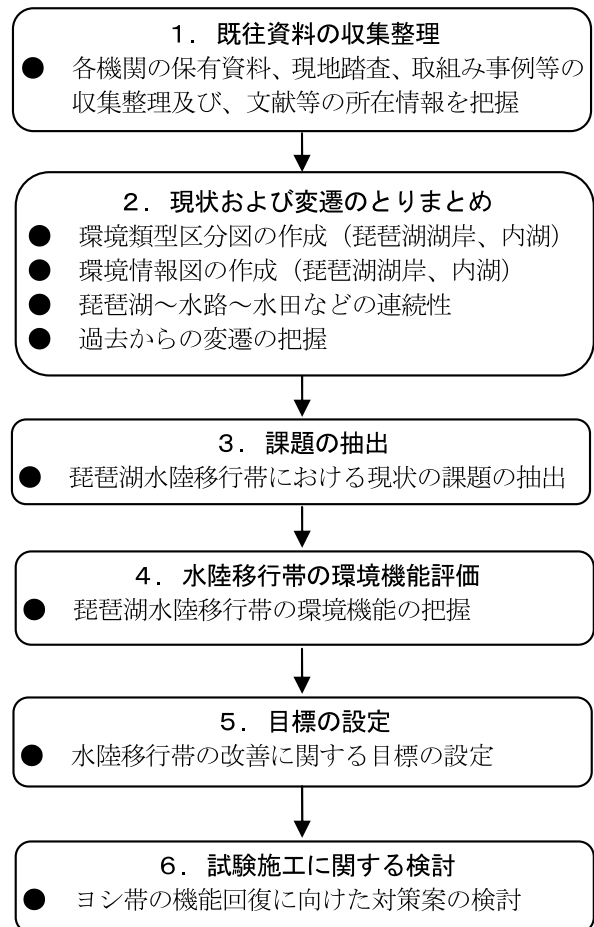 １．既往資料の収集整理
● 各機関の保有資料、現地踏査、取組み事例等の
収集整理及び、文献等の所在情報を把握
２．現状および変遷のとりまとめ
● 環境類型区分図の作成（琵琶湖湖岸、内湖）
● 環境情報図の作成（琵琶湖湖岸、内湖）
● 琵琶湖～水路～水田などの連続性
● 過去からの変遷の把握
３．課題の抽出
● 琵琶湖水陸移行帯における現状の課題の抽出
４．水陸移行帯の環境機能評価
● 琵琶湖水陸移行帯の環境機能の把握
５．目標の設定
● 水陸移行帯の改善に関する目標の設定
６．試験施工に関する検討
● ヨシ帯の機能回復に向けた対策案の検討